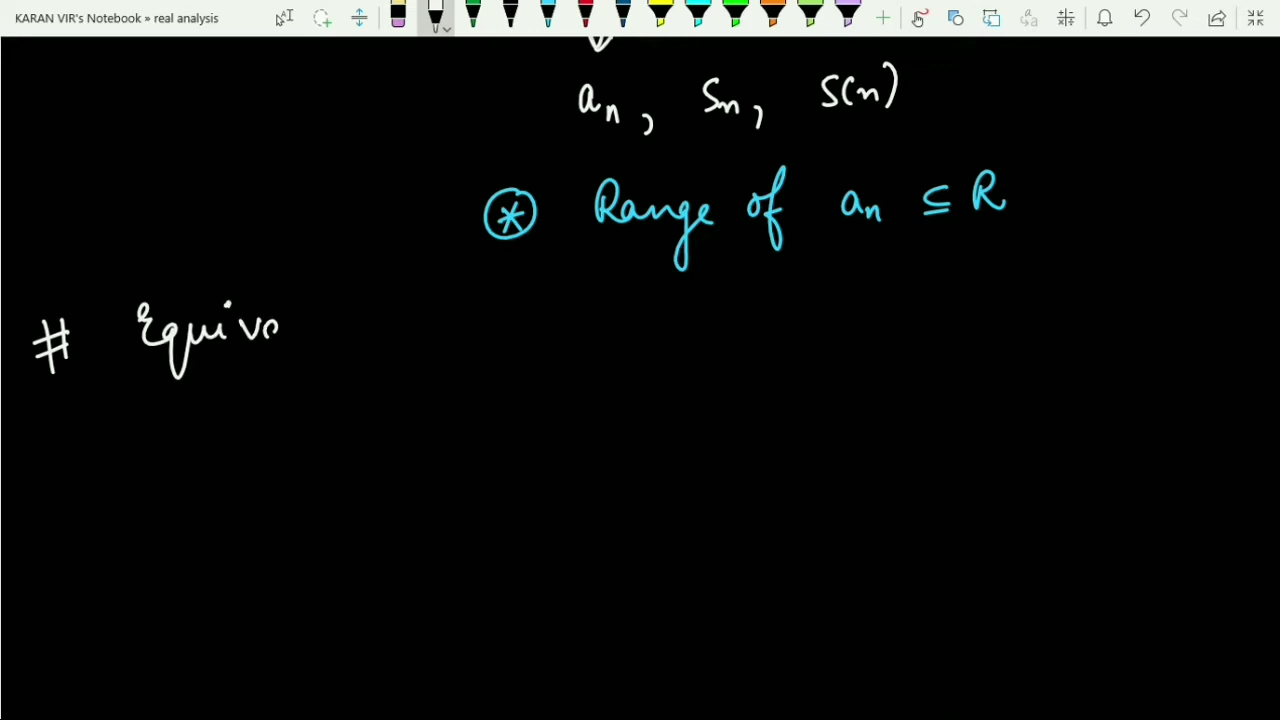 KARAN VIR's Notebook » real analysis
aₙ, Sₙ, S(n)
⊛ Range of aₙ ⊆ R
# Equiva